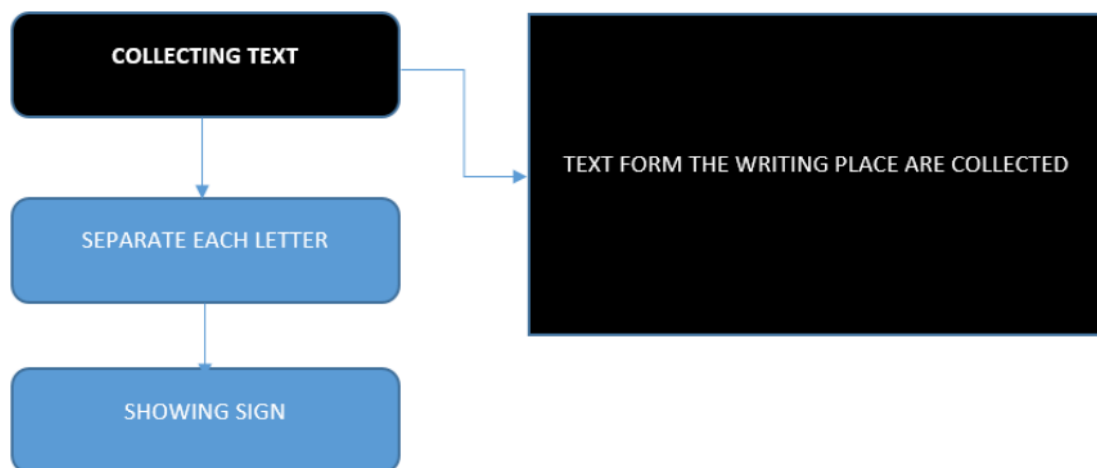 COLLECTING TEXT
TEXT FORM THE WRITING PLACE ARE COLLECTED
SEPARATE EACH LETTER
SHOWING SIGN